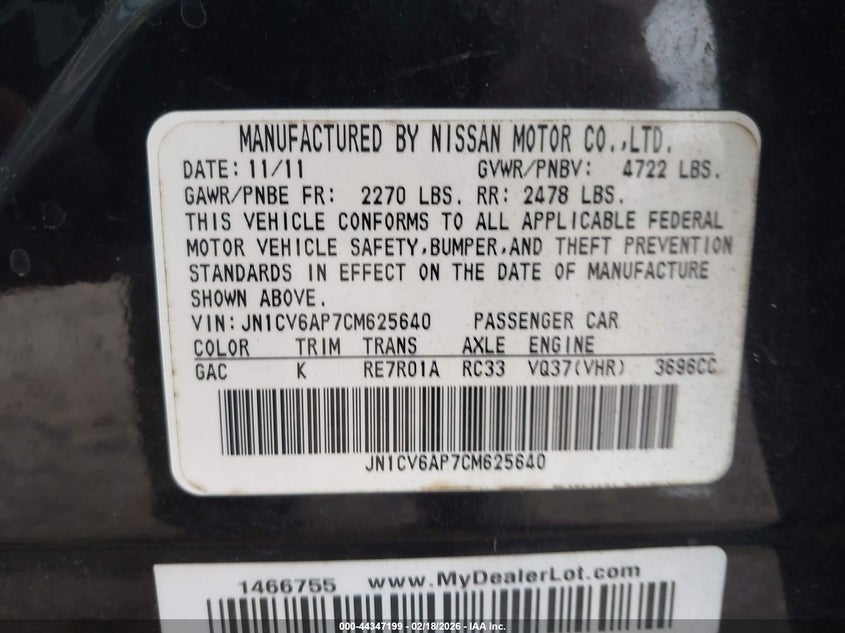 MANUFACTURED BY NISSAN MOTOR CO.,LTD.
DATE: 11/11 GVWR/PNBV: 4722 LBS.
GAWR/PNBE FR: 2270 LBS. RR: 2478 LBS.
THIS VEHICLE CONFORMS TO ALL APPLICABLE FEDERAL
MOTOR VEHICLE SAFETY,BUMPER,AND THEFT PREVENTION
STANDARDS IN EFFECT ON THE DATE OF MANUFACTURE
SHOWN ABOVE.
VIN:JN1CV6AP7CM625640 PASSENGER CAR
COLOR TRIM TRANS AXLE ENGINE
GAC K RE7R01A RC33 VQ37(VHR) 3696CC
JN1CV6AP7CM625640
1466755 www.MyDealerLot.com
000-44347199 - 02/18/2026 - IAA Inc.